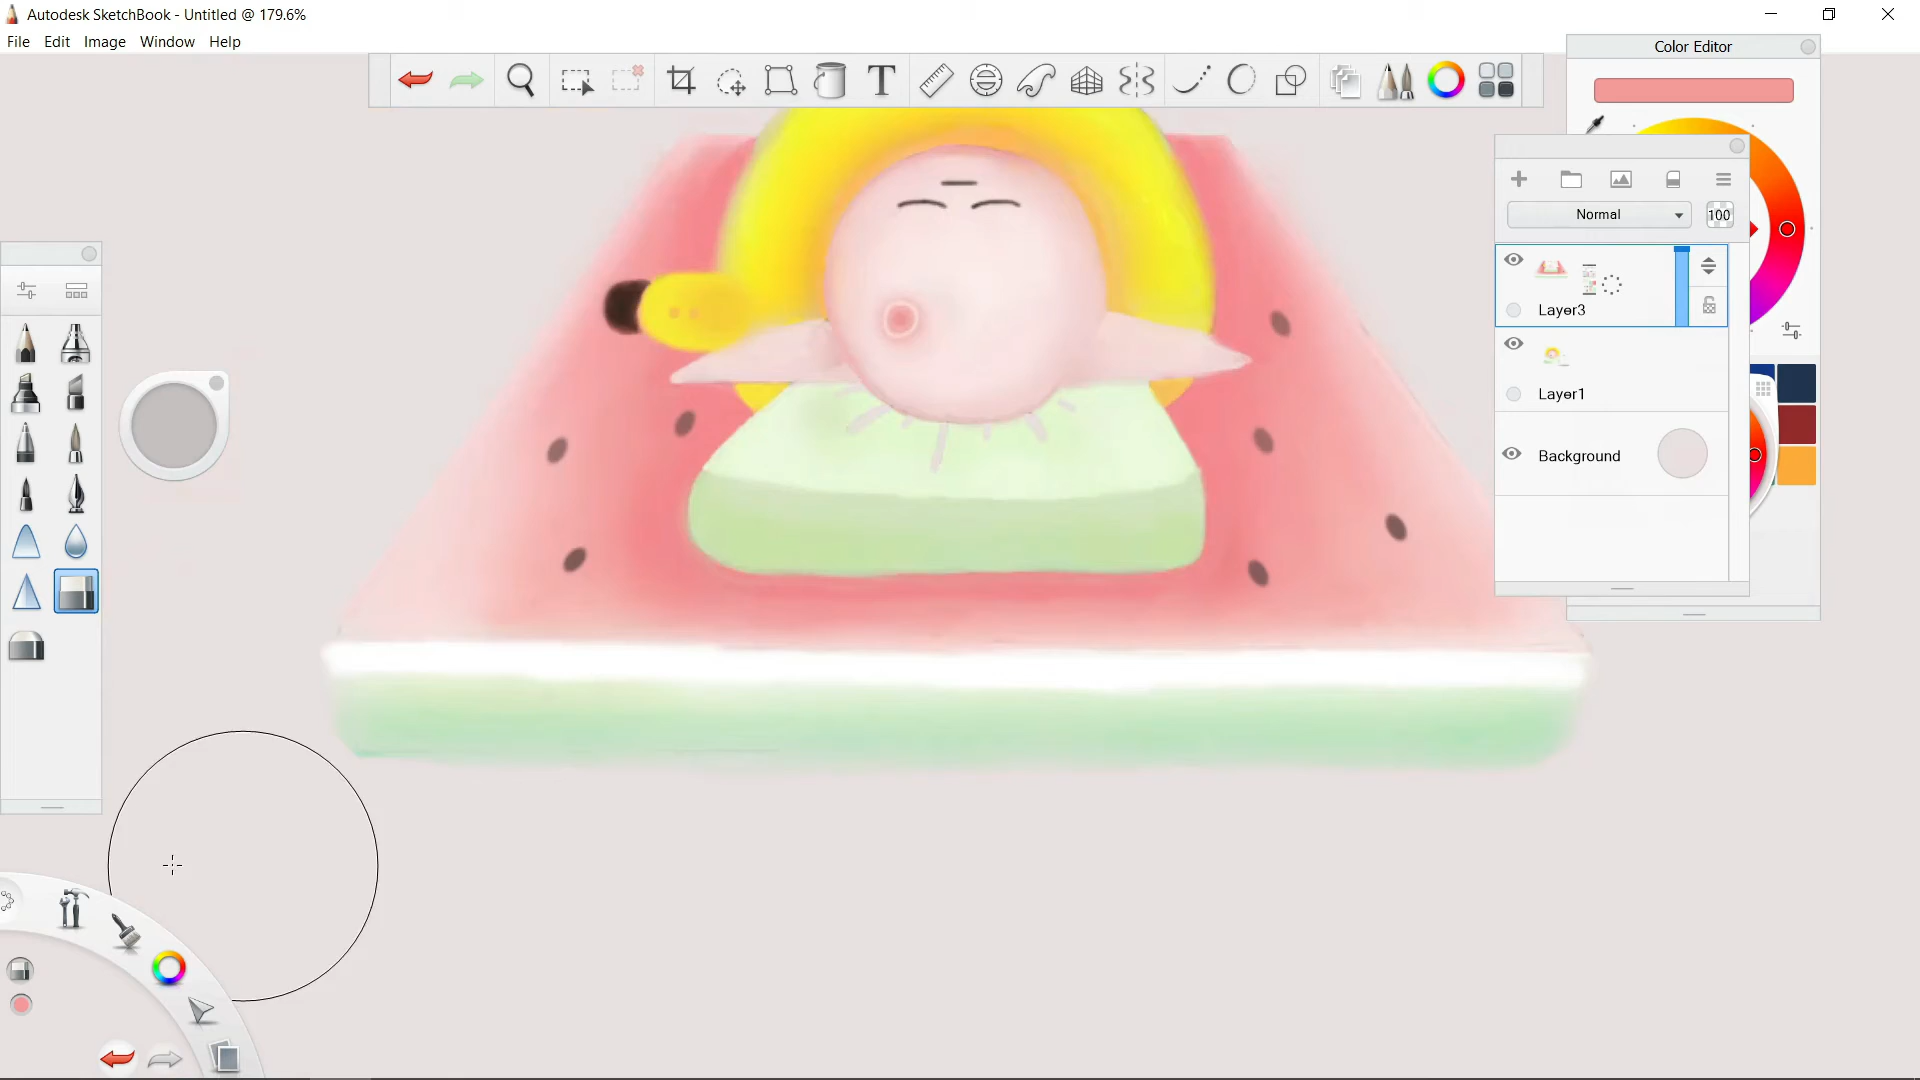 Autodesk SketchBook - Untitled @ 179.6%
File Edit Image Window Help
T
Color Editor
Normal
100
Layer3
Layer1
Background